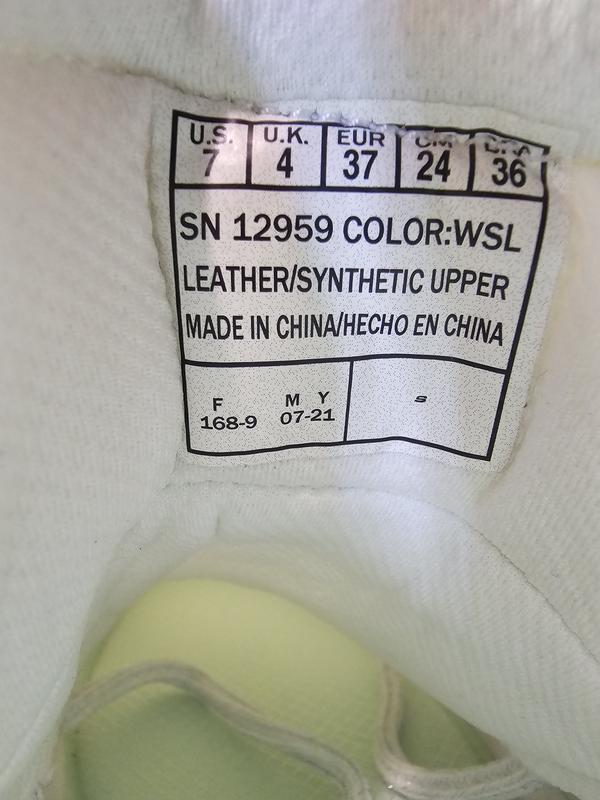 U.S. U.K. EUR CM BRA
7 4 37 24 36
SN 12959 COLOR:WSL
LEATHER/SYNTHETIC UPPER
MADE IN CHINA/HECHO EN CHINA
F M Y S
168-9 07-21